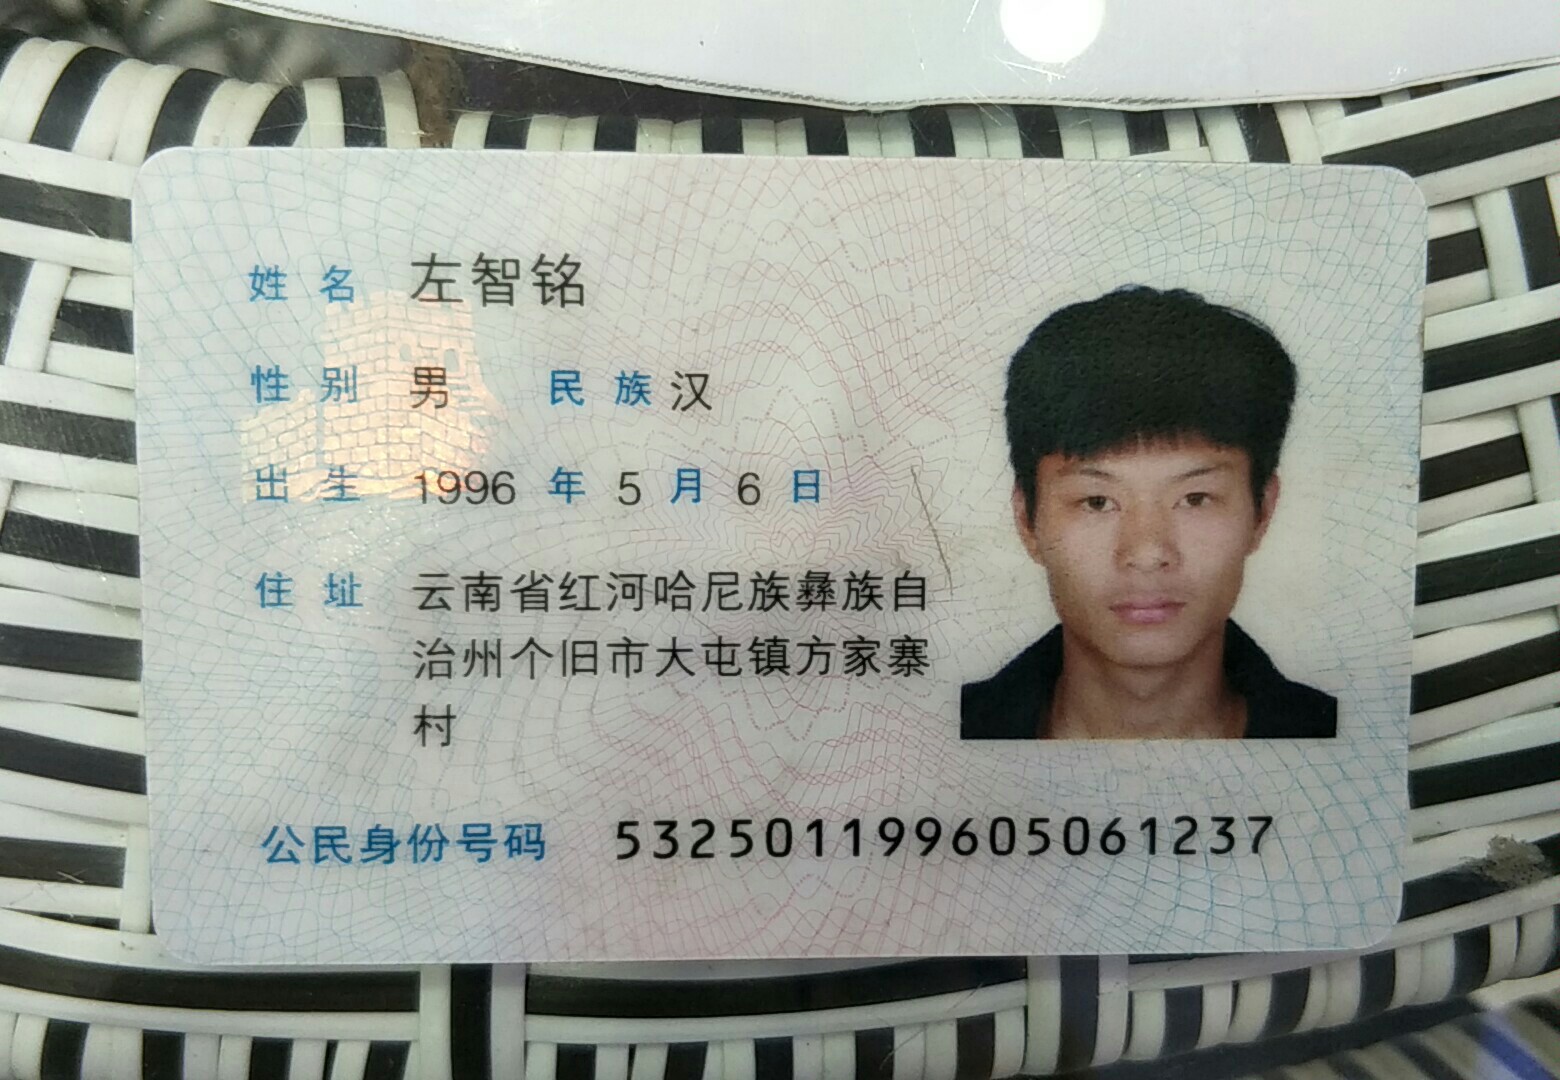 姓名 左智铭
性别 男 民族 汉
出生 1996 年 5 月 6 日
住址 云南省红河哈尼族彝族自
治州个旧市大屯镇方家寨
村
公民身份号码 532501199605061237